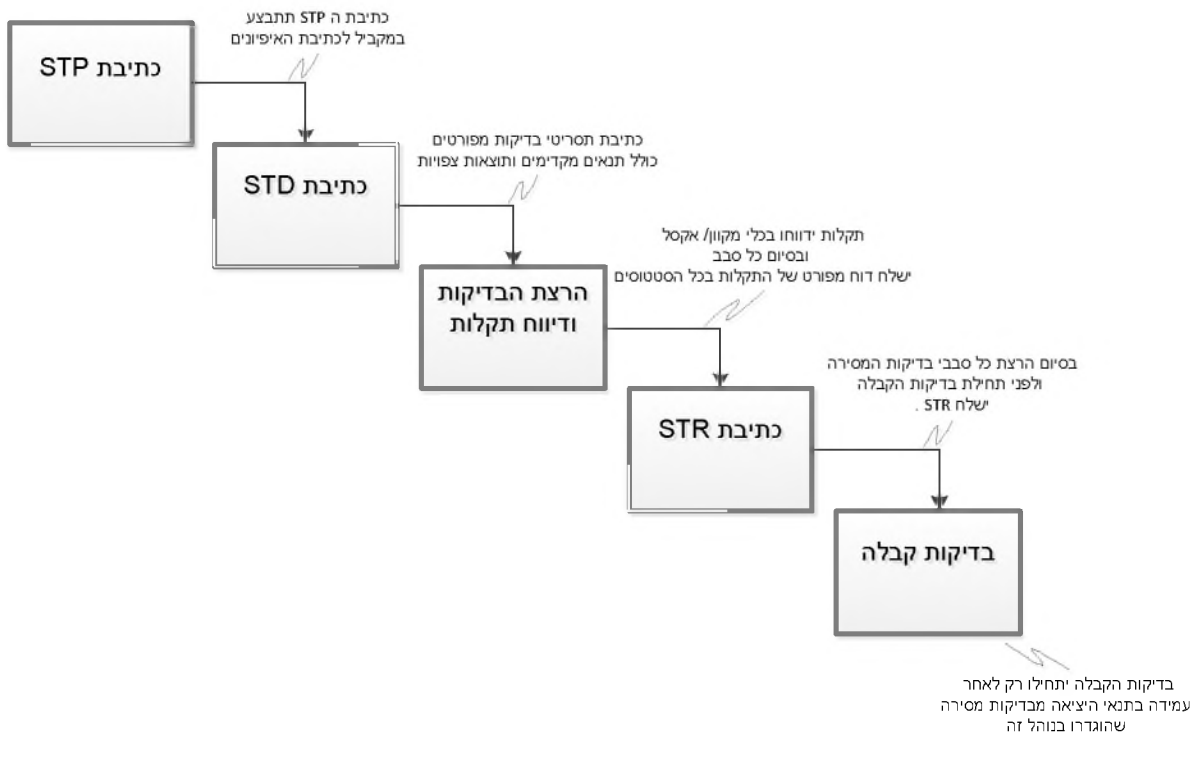 כתיבת ה STP תתבצע
במקביל לכתיבת האיפיונים
כתיבת STP
כתיבת תסריטי בדיקות מפורטים
כולל תנאים מקדימים ותוצאות צפויות
כתיבת STD
תקלות ידווחו בכלי מקוון/ אקסל
ובסיום כל סבב
ישלח דוח מפורט של התקלות בכל הסטטוסים
הרצת הבדיקות
ודיווח תקלות
בסיום הרצת כל סבבי בדיקות המסירה
ולפני תחילת בדיקות הקבלה
ישלח STR .
כתיבת STR
בדיקות קבלה
בדיקות הקבלה יתחילו רק לאחר
עמידה בתנאי היציאה מבדיקות מסירה
שהוגדרו בנוהל זה